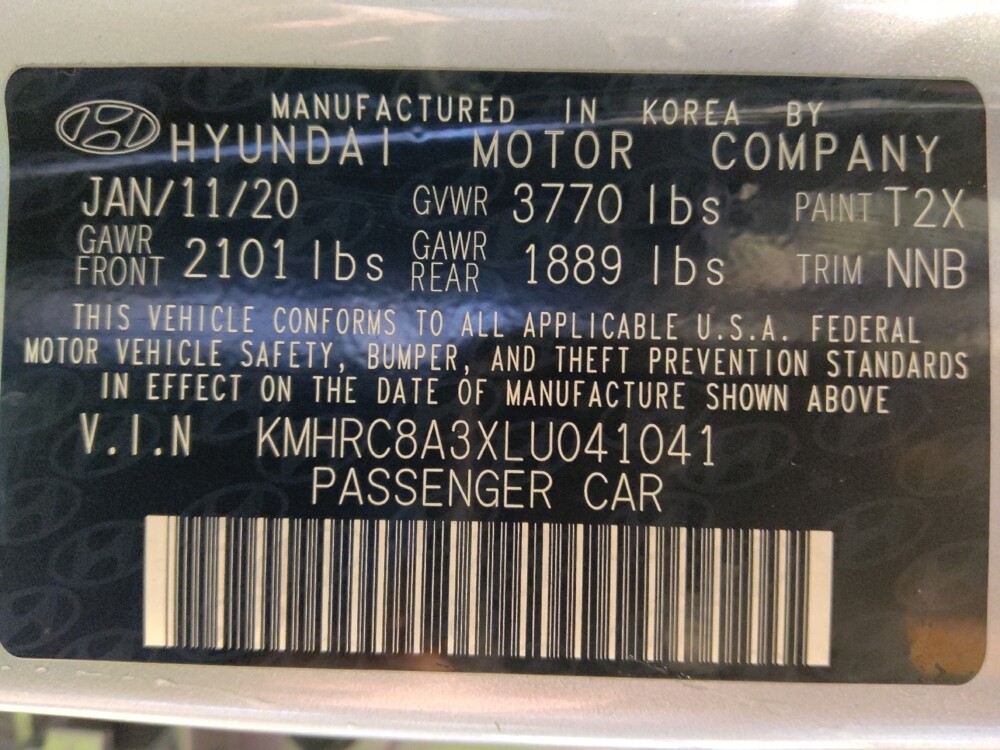 MANUFACTURED IN KOREA BY
HYUNDAI MOTOR COMPANY
JAN/11/20 GVWR 3770 lbs PAINT T2X
GAWR FRONT 2101 lbs GAWR REAR 1889 lbs TRIM NNB
THIS VEHICLE CONFORMS TO ALL APPLICABLE U.S.A. FEDERAL
MOTOR VEHICLE SAFETY, BUMPER, AND THEFT PREVENTION STANDARDS
IN EFFECT ON THE DATE OF MANUFACTURE SHOWN ABOVE
V.I.N KMHRC8A3XLU041041
PASSENGER CAR